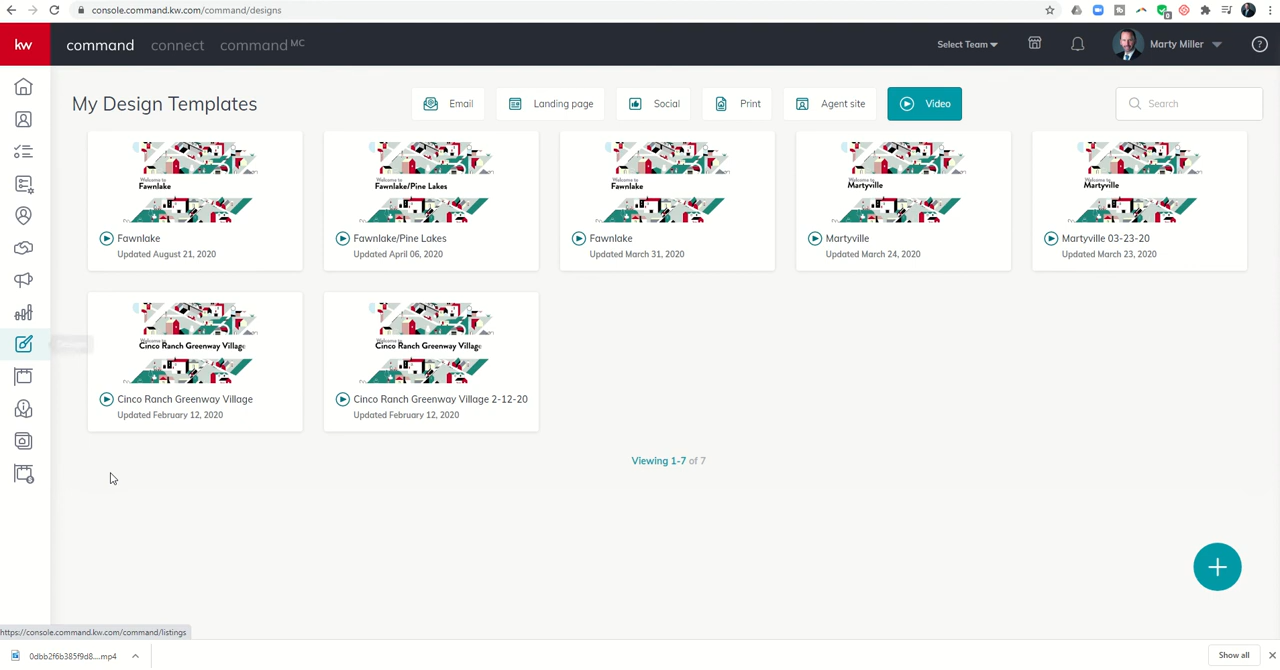 console.command.kw.com/command/designs
kw
command
connect
command MC
Select Team
Marty Miller
?
My Design Templates
Email
Landing page
Social
Print
Agent site
Video
Search
Welcome to
Fawnlake
Fawnlake
Updated August 21, 2020
Welcome to
Fawnlake/Pine Lakes
Fawnlake/Pine Lakes
Updated April 06, 2020
Welcome to
Fawnlake
Fawnlake
Updated March 31, 2020
Welcome to
Martyville
Martyville
Updated March 24, 2020
Welcome to
Martyville
Martyville 03-23-20
Updated March 23, 2020
Welcome to
Cinco Ranch Greenway Village
Cinco Ranch Greenway Village
Updated February 12, 2020
Welcome to
Cinco Ranch Greenway Village
Cinco Ranch Greenway Village 2-12-20
Updated February 12, 2020
Viewing 1-7 of 7
https://console.command.kw.com/command/listings
0dbb2f6b385f9d8....mp4
Show all